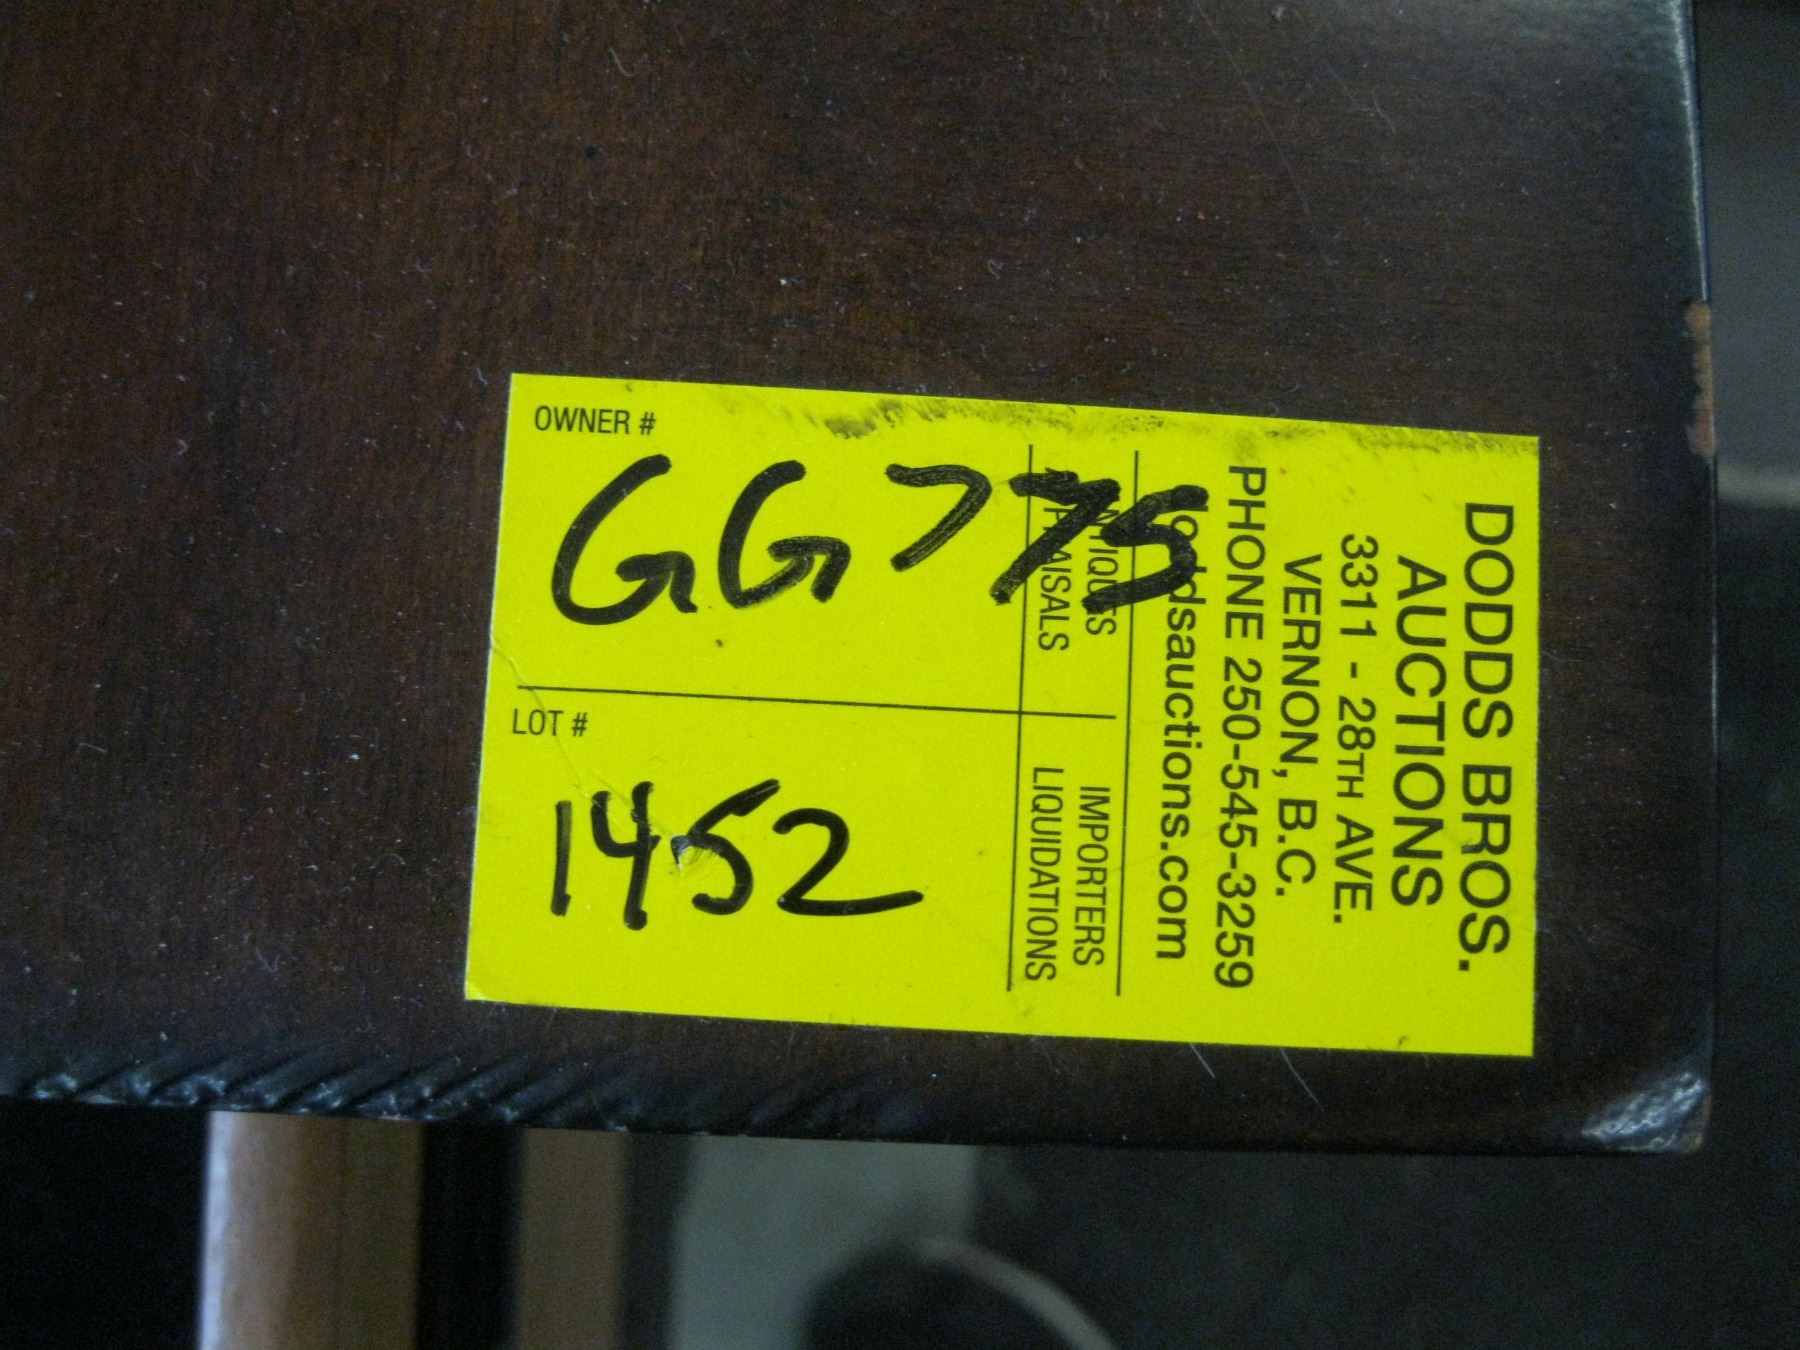 OWNER #
GG775
LOT #
1452
DODDS BROS.
AUCTIONS
3311 - 28TH AVE.
VERNON, B.C.
PHONE 250-545-3259
doddsauctions.com
ANTIQUES IMPORTERS
APPRAISALS LIQUIDATIONS